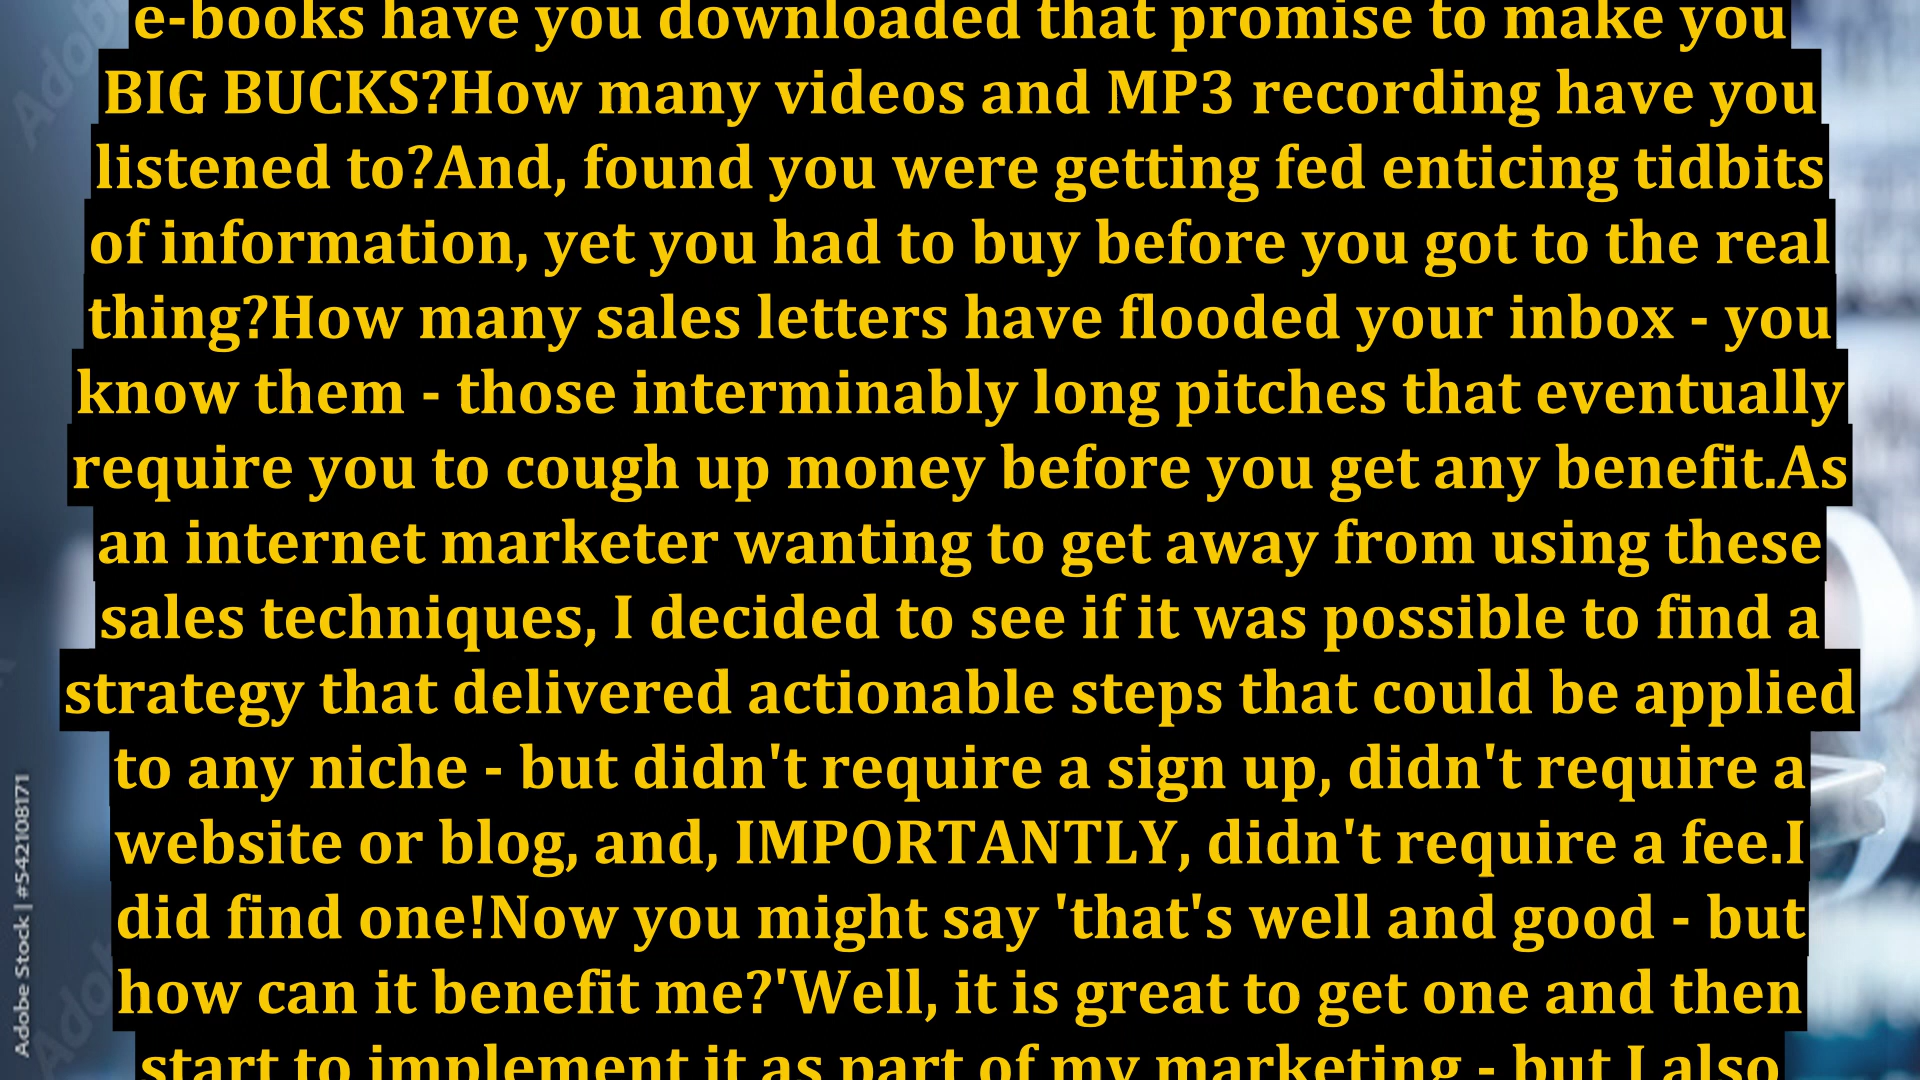 e-books have you downloaded that promise to make you
BIG BUCKS?How many videos and MP3 recording have you
listened to?And, found you were getting fed enticing tidbits
of information, yet you had to buy before you got to the real
thing?How many sales letters have flooded your inbox - you
know them - those interminably long pitches that eventually
require you to cough up money before you get any benefit.As
an internet marketer wanting to get away from using these
sales techniques, I decided to see if it was possible to find a
strategy that delivered actionable steps that could be applied
to any niche - but didn't require a sign up, didn't require a
website or blog, and, IMPORTANTLY, didn't require a fee.I
did find one!Now you might say 'that's well and good - but
how can it benefit me?'Well, it is great to get one and then
start to implement it as part of my marketing - but I also
Adobe Stock | #542108171